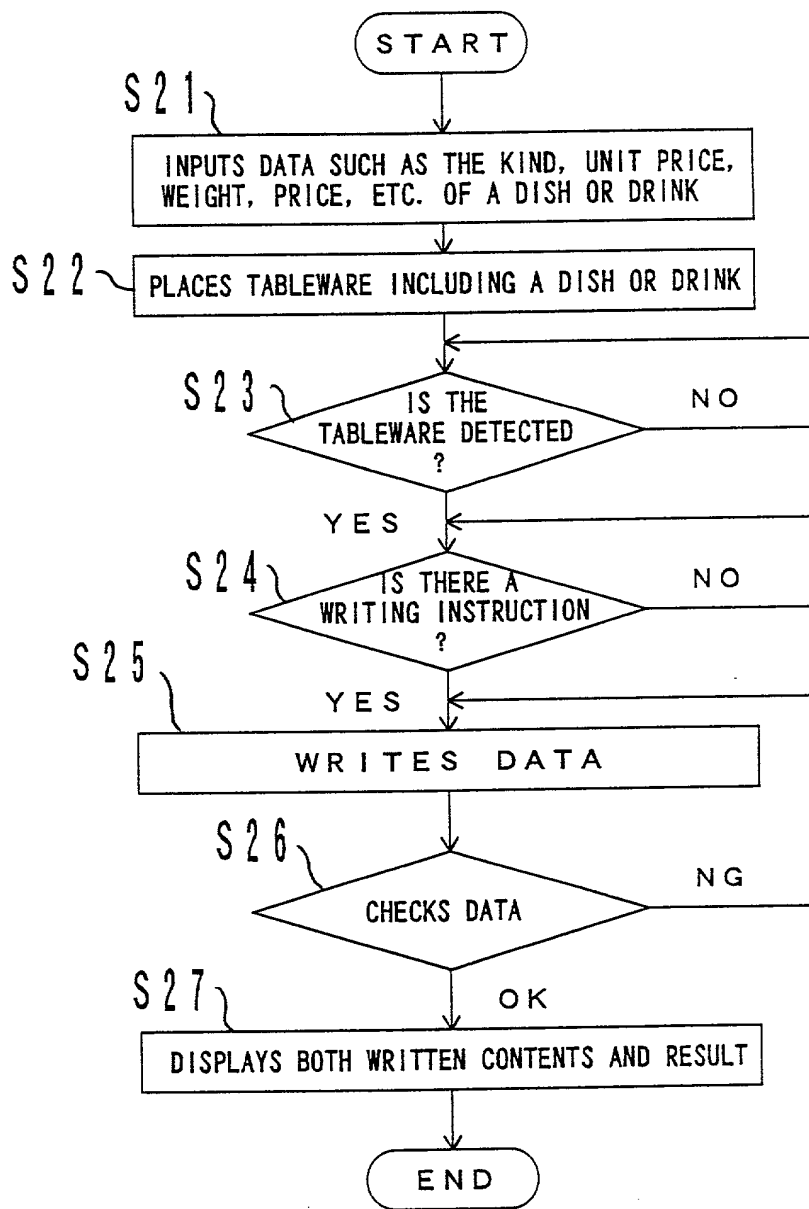 START
S21
INPUTS DATA SUCH AS THE KIND, UNIT PRICE,
WEIGHT, PRICE, ETC. OF A DISH OR DRINK
S22
PLACES TABLEWARE INCLUDING A DISH OR DRINK
S23
IS THE
TABLEWARE DETECTED
?
NO
YES
S24
IS THERE A
WRITING INSTRUCTION
?
NO
YES
S25
WRITES DATA
S26
CHECKS DATA
NG
OK
S27
DISPLAYS BOTH WRITTEN CONTENTS AND RESULT
END